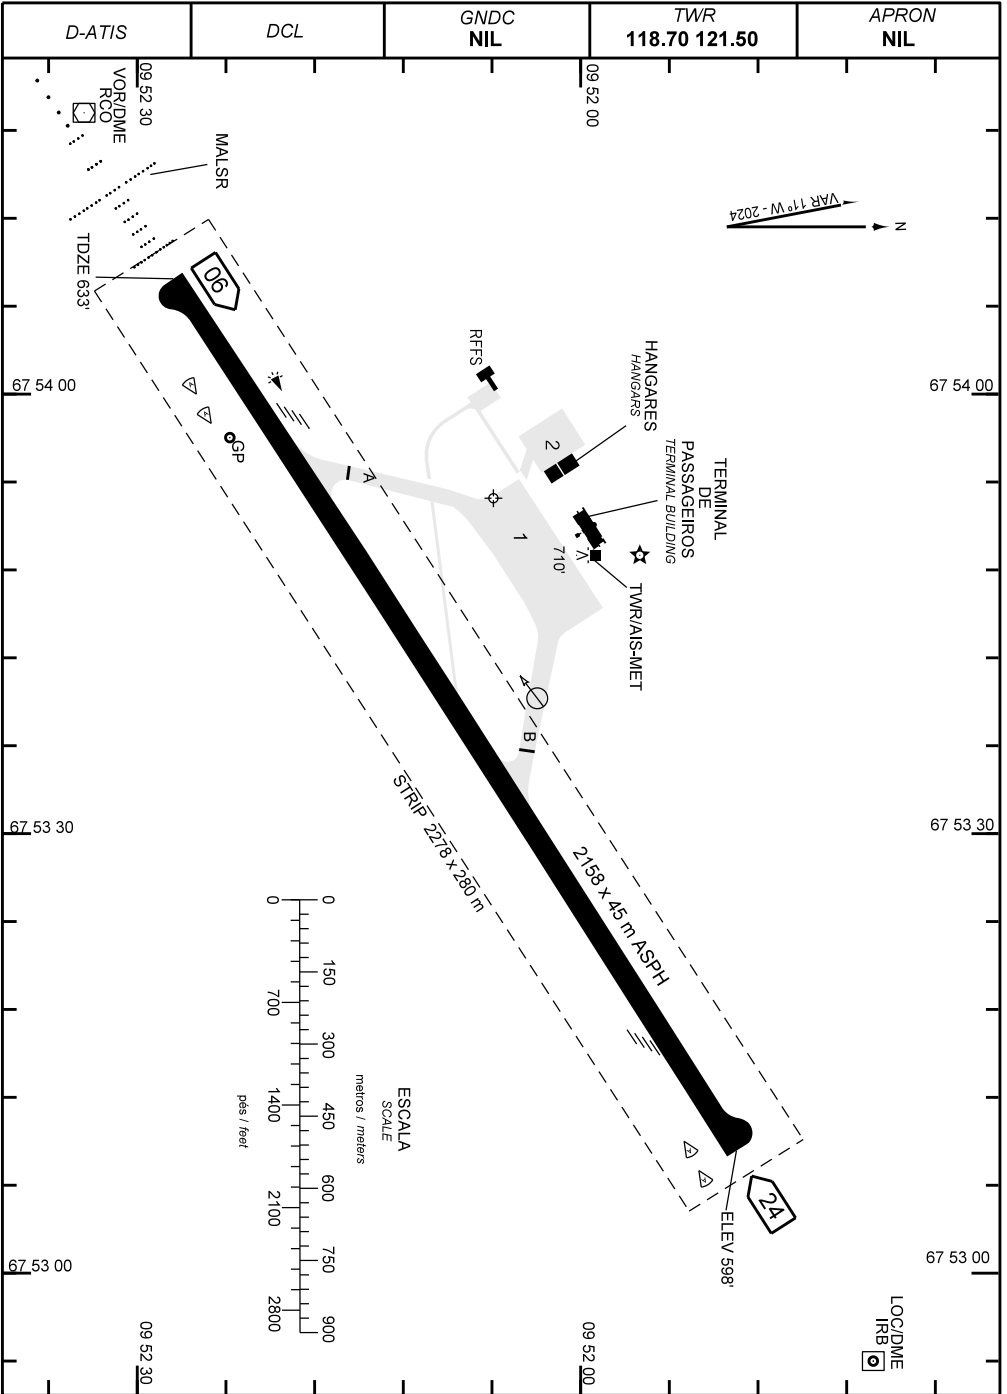 D-ATIS
DCL
GNDC
NIL
TWR
118.70 121.50
APRON
NIL
09 52 30
09 52 00
VOR/DME
RCO
MALSR
TDZE 633'
06
VAR 11° W - 2024
N
67 54 00
67 54 00
RFFS
HANGARES
HANGARS
TERMINAL
DE
PASSAGEIROS
TERMINAL BUILDING
TWR/AIS-MET
GP
A
2
1
710'
B
67 53 30
67 53 30
STRIP 2278 x 280 m
2158 x 45 m ASPH
ESCALA
SCALE
metros / meters
0 150 300 450 600 750 900
0 700 1400 2100 2800
pés / feet
24
ELEV 598'
67 53 00
67 53 00
LOC/DME
IRB
09 52 30
09 52 00